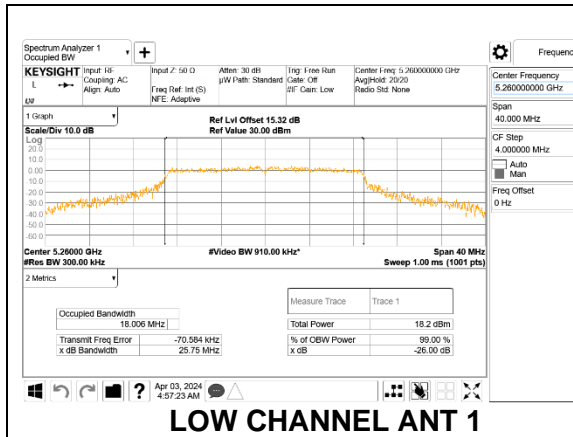 Spectrum Analyzer 1
Occupied BW
+
Frequenc
KEYSIGHT Input: RF Input Z: 50 Ω Atten: 30 dB Trig: Free Run Center Freq: 5.260000000 GHz
L Coupling: AC µW Path: Standard Gate: Off Avg|Hold: 20/20
Align: Auto Freq Ref: Int (S) #IF Gain: Low Radio Std: None
NFE: Adaptive
Center Frequency
5.260000000 GHz
Span
40.000 MHz
CF Step
4.000000 MHz
Auto
Man
Freq Offset
0 Hz
1 Graph
Scale/Div 10.0 dB
Ref Lvl Offset 15.32 dB
Ref Value 30.00 dBm
Log
20.0
10.0
0.00
-10.0
-20.0
-30.0
-40.0
-50.0
-60.0
Center 5.26000 GHz #Video BW 910.00 kHz* Span 40 MHz
#Res BW 300.00 kHz Sweep 1.00 ms (1001 pts)
2 Metrics
Measure Trace Trace 1
Occupied Bandwidth
18.006 MHz
Total Power 18.2 dBm
Transmit Freq Error -70.584 kHz % of OBW Power 99.00 %
x dB Bandwidth 25.75 MHz x dB -26.00 dB
?
Apr 03, 2024
4:57:23 AM
LOW CHANNEL ANT 1